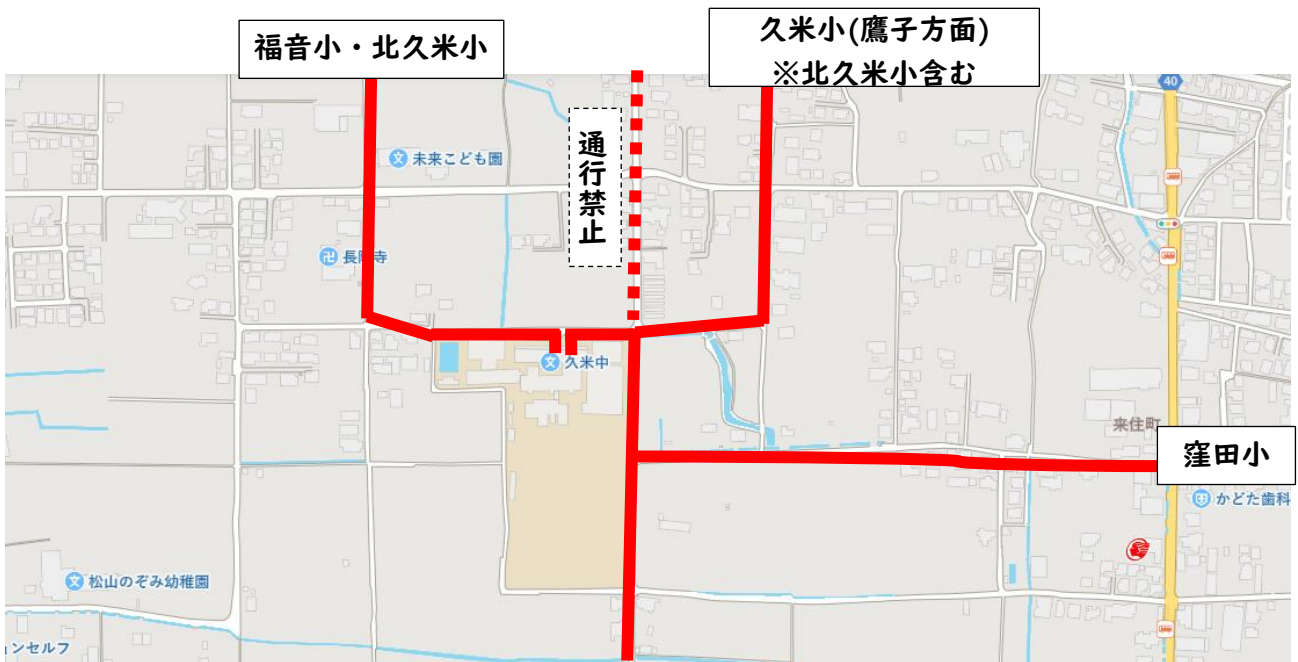 福音小・北久米小
久米小(鷹子方面)
※北久米小含む
40
通行禁止
未来こども園
久米中
来住町
窪田小
かどた歯科
松山のぞみ幼稚園
ンセルフ